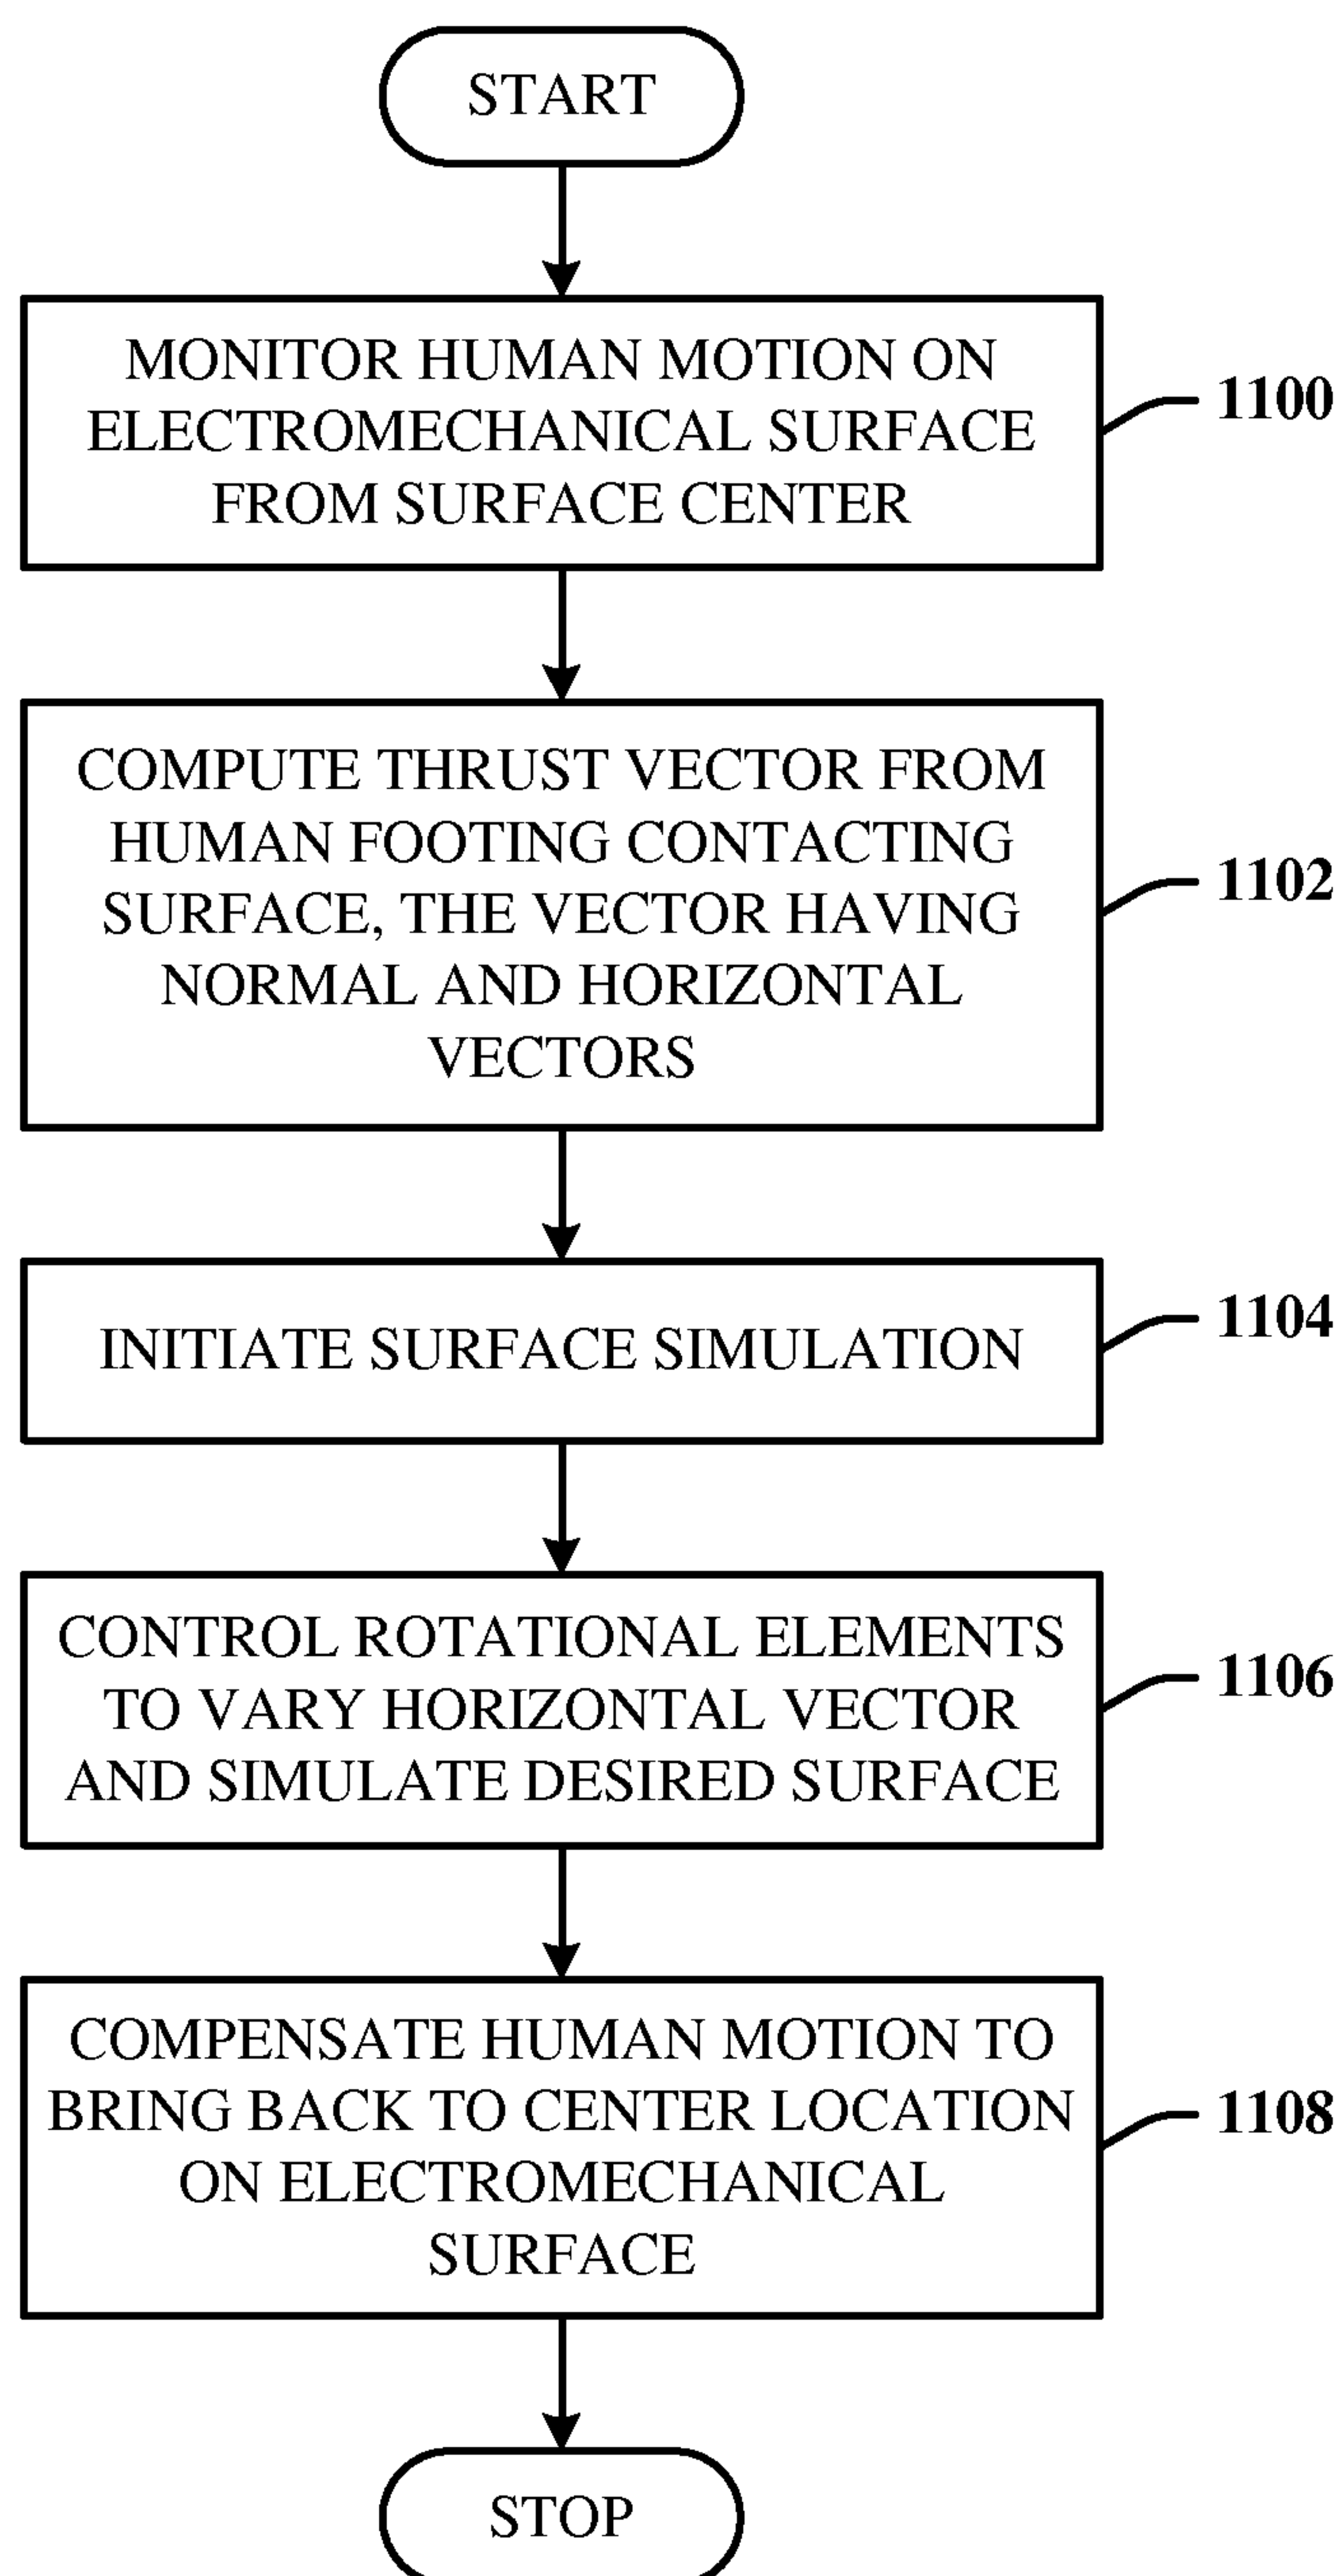 START
MONITOR HUMAN MOTION ON
ELECTROMECHANICAL SURFACE
FROM SURFACE CENTER
1100
COMPUTE THRUST VECTOR FROM
HUMAN FOOTING CONTACTING
SURFACE, THE VECTOR HAVING
NORMAL AND HORIZONTAL
VECTORS
1102
INITIATE SURFACE SIMULATION
1104
CONTROL ROTATIONAL ELEMENTS
TO VARY HORIZONTAL VECTOR
AND SIMULATE DESIRED SURFACE
1106
COMPENSATE HUMAN MOTION TO
BRING BACK TO CENTER LOCATION
ON ELECTROMECHANICAL
SURFACE
1108
STOP